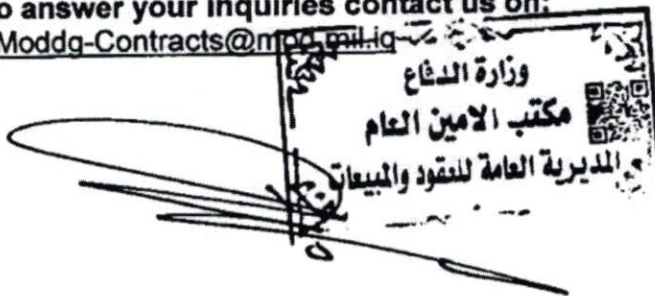 o answer your inquiries contact us on:
Moddg-Contracts@mod.mil.iq
وزارة الدفاع
مكتب الامين العام
المديرية العامة للعقود والمبيعات